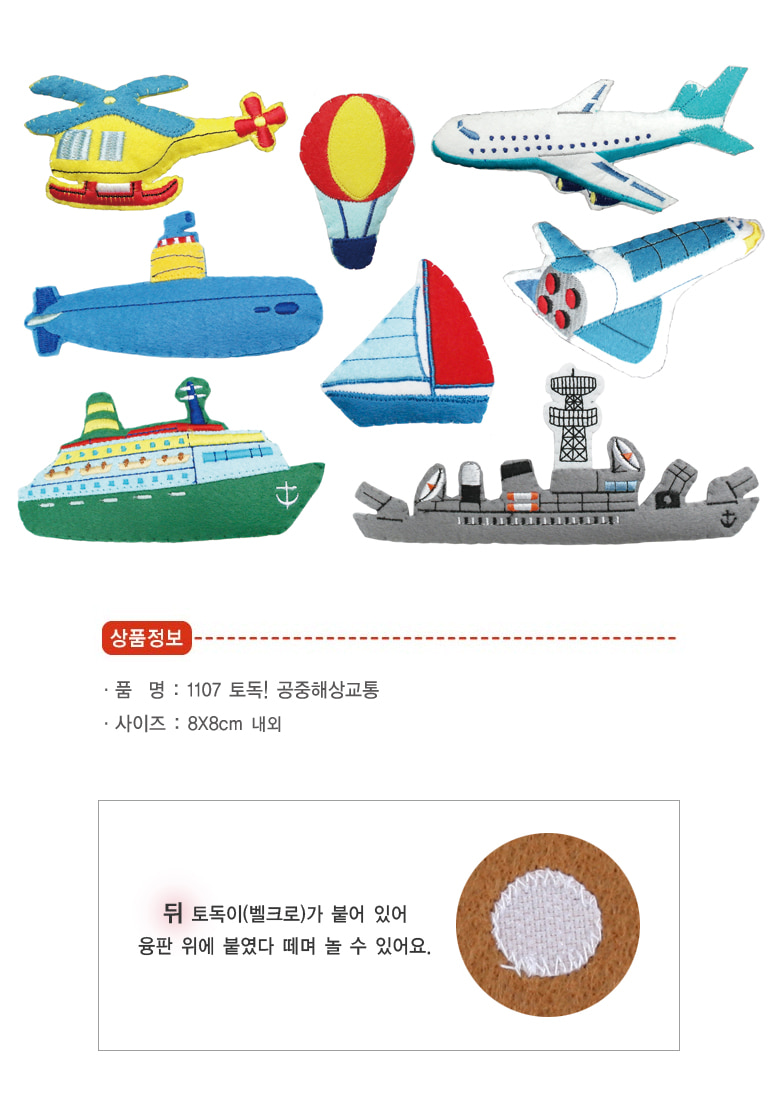 상품정보
· 품 명 : 1107 토독! 공중해상교통
· 사이즈 : 8X8cm 내외
뒤 토독이(벨크로)가 붙어 있어
융판 위에 붙였다 떼며 놀 수 있어요.